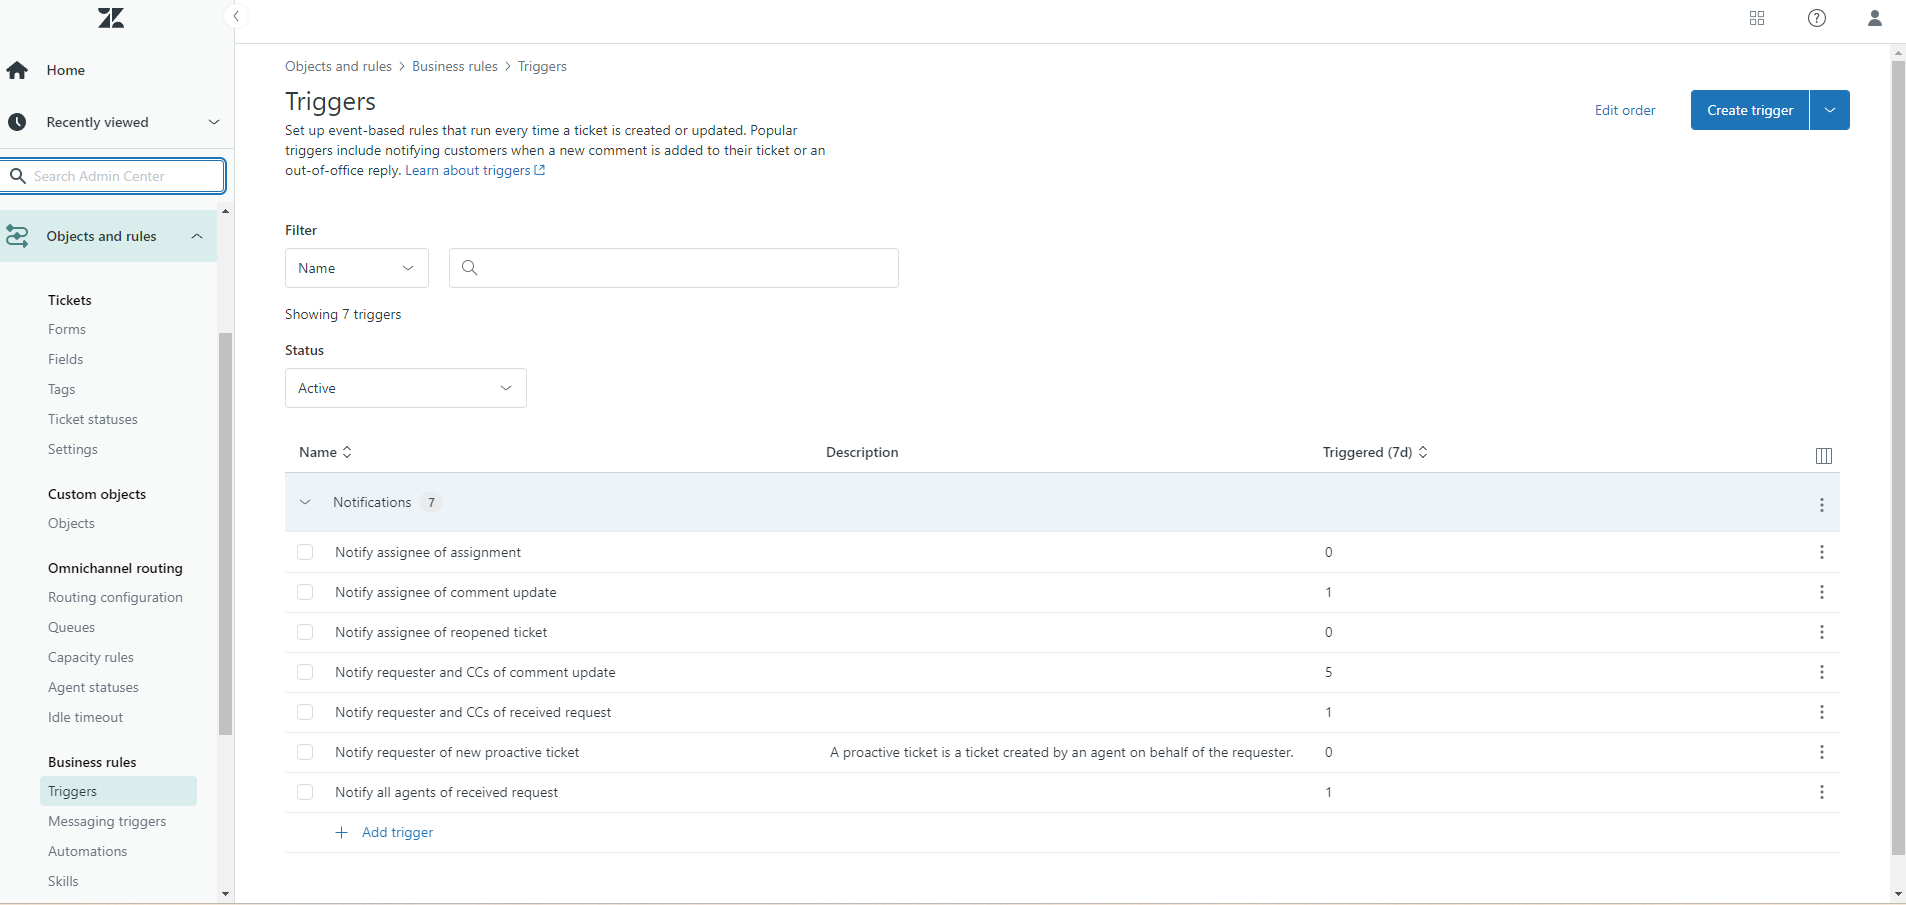 Home
Recently viewed
Search Admin Center
Objects and rules
Tickets
Forms
Fields
Tags
Ticket statuses
Settings
Custom objects
Objects
Omnichannel routing
Routing configuration
Queues
Capacity rules
Agent statuses
Idle timeout
Business rules
Triggers
Messaging triggers
Automations
Skills
Objects and rules > Business rules > Triggers
Triggers
Set up event-based rules that run every time a ticket is created or updated. Popular
triggers include notifying customers when a new comment is added to their ticket or an
out-of-office reply. Learn about triggers
Edit order
Create trigger
Filter
Name
Showing 7 triggers
Status
Active
Name Description Triggered (7d)
Notifications 7
Notify assignee of assignment 0
Notify assignee of comment update 1
Notify assignee of reopened ticket 0
Notify requester and CCs of comment update 5
Notify requester and CCs of received request 1
Notify requester of new proactive ticket A proactive ticket is a ticket created by an agent on behalf of the requester. 0
Notify all agents of received request 1
+ Add trigger